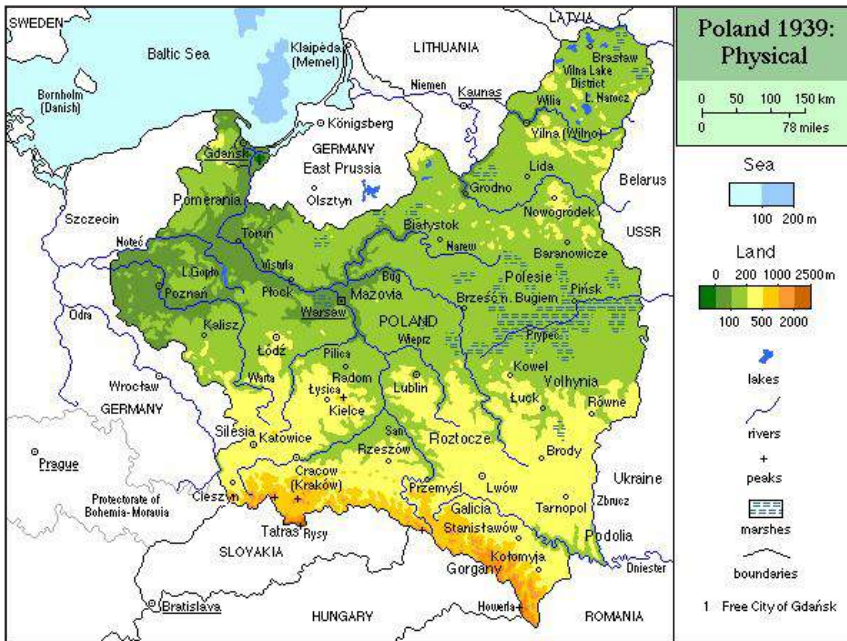 SWEDEN
LATVIA
Baltic Sea
Klaipėda
(Memel)
LITHUANIA
Brasław
Vilna Lake
District
L. Narocz
Bornholm
(Danish)
Niemen
Kaunas
Wilia
Vilna (Wilno)
Königsberg
GERMANY
East Prussia
Gdańsk
1
Lida
Belarus
Olsztyn
Grodno
Pomerania
Nowogródek
Szczecin
Białystok
USSR
Noteć
Toruń
Narew
Baranowicze
L. Gopło
Vistula
Bug
Polesie
Poznań
Płock
Mazovia
Brześć n. Bugiem
Pińsk
Warsaw
Odra
POLAND
Kalisz
Wieprz
Prypeć
Łódź
Pilica
Kowel
Wrocław
Warta
Radom
Lublin
Volhynia
Łysica
GERMANY
Kielce
Łuck
Równe
Silesia
San
Katowice
Roztocze
Prague
Rzeszów
Brody
Cracow
(Kraków)
Ukraine
Cieszyn
Przemyśl
Lwów
Protectorate of
Bohemia-Moravia
Galicia
Tarnopol
Zbrucz
Tatras
Rysy
Stanisławów
Podolia
SLOVAKIA
Kołomyja
Gorgany
Dniester
Bratislava
HUNGARY
Howerla
ROMANIA
Poland 1939:
Physical
0 50 100 150 km
0 78 miles
Sea
100 200 m
Land
0 200 1000 2500 m
100 500 2000
lakes
rivers
peaks
marshes
boundaries
1 Free City of Gdańsk